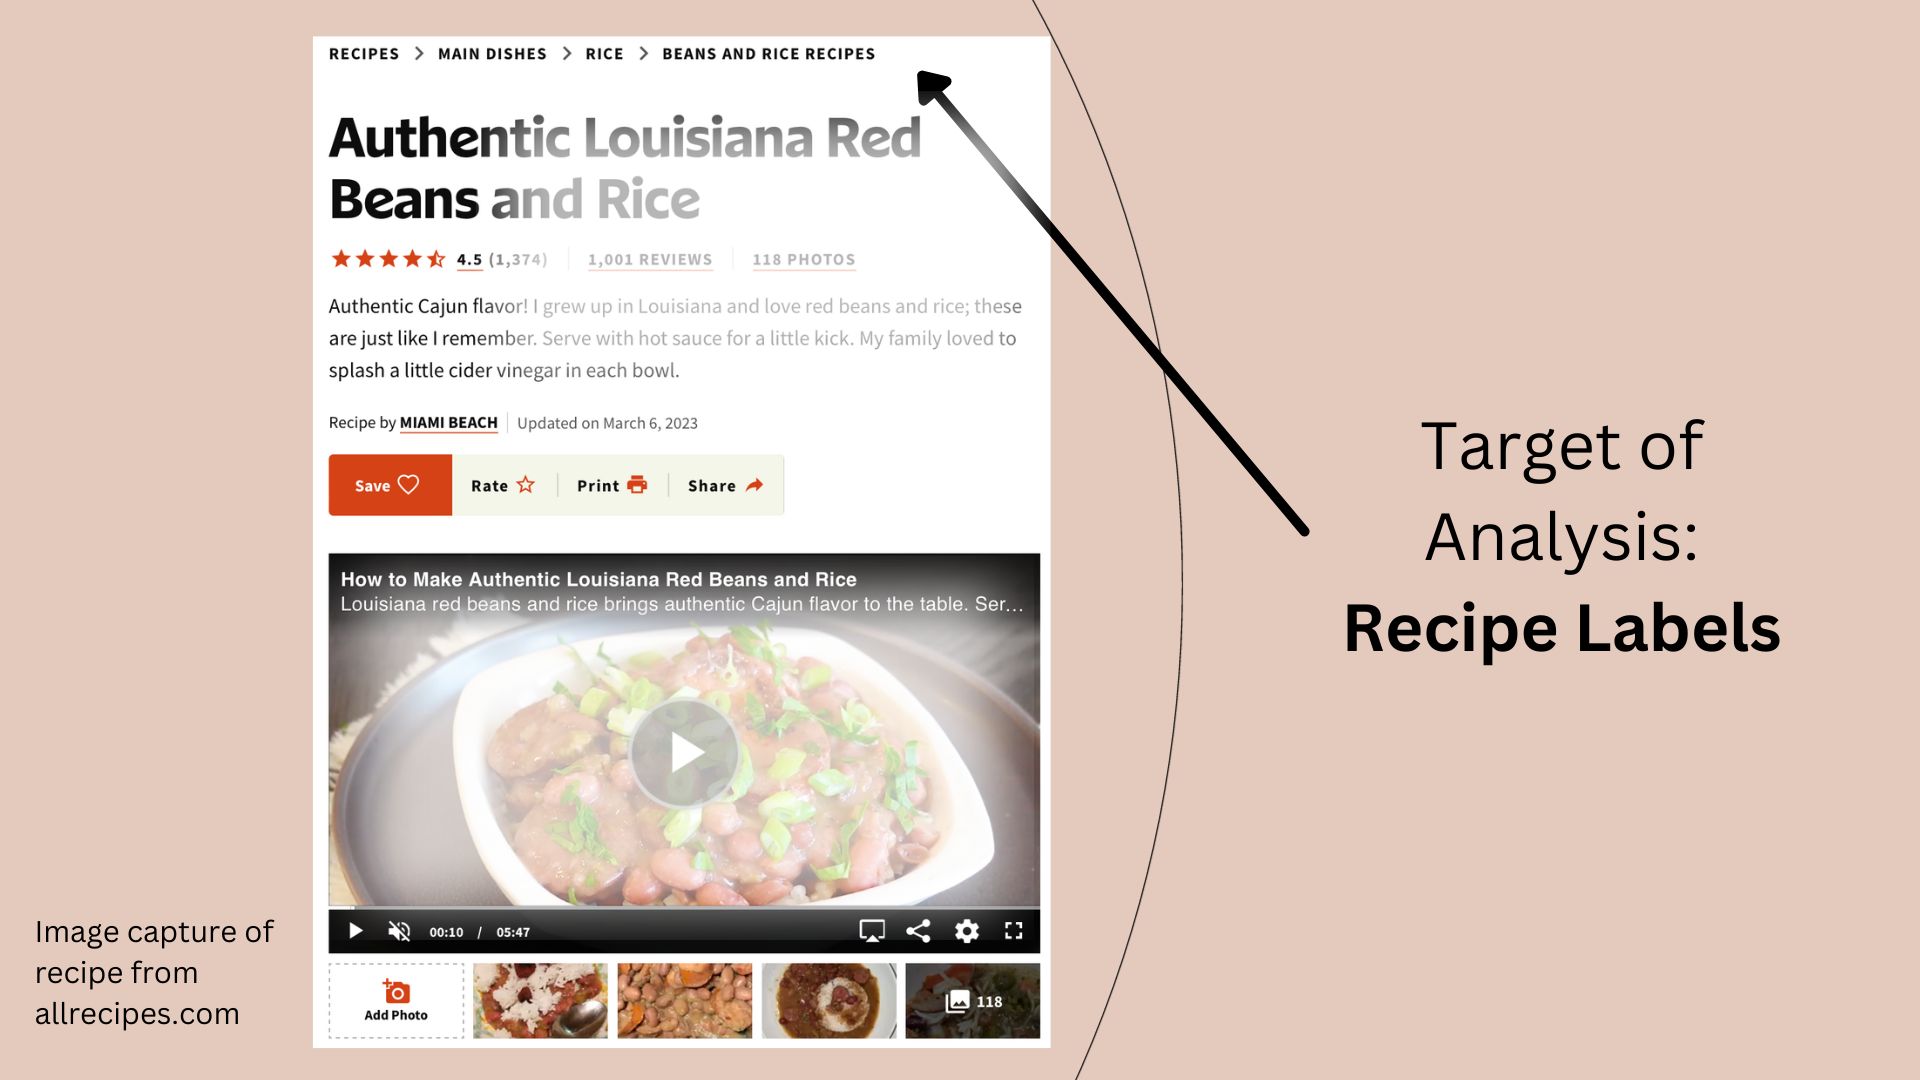 RECIPES > MAIN DISHES > RICE > BEANS AND RICE RECIPES
Authentic Louisiana Red
Beans and Rice
4.5 (1,374) 1,001 REVIEWS 118 PHOTOS
Authentic Cajun flavor! I grew up in Louisiana and love red beans and rice; these
are just like I remember. Serve with hot sauce for a little kick. My family loved to
splash a little cider vinegar in each bowl.
Recipe by MIAMI BEACH Updated on March 6, 2023
Save Rate Print Share
How to Make Authentic Louisiana Red Beans and Rice
Louisiana red beans and rice brings authentic Cajun flavor to the table. Ser...
00:10 / 05:47
Add Photo
118
Target of
Analysis:
Recipe Labels
Image capture of
recipe from
allrecipes.com